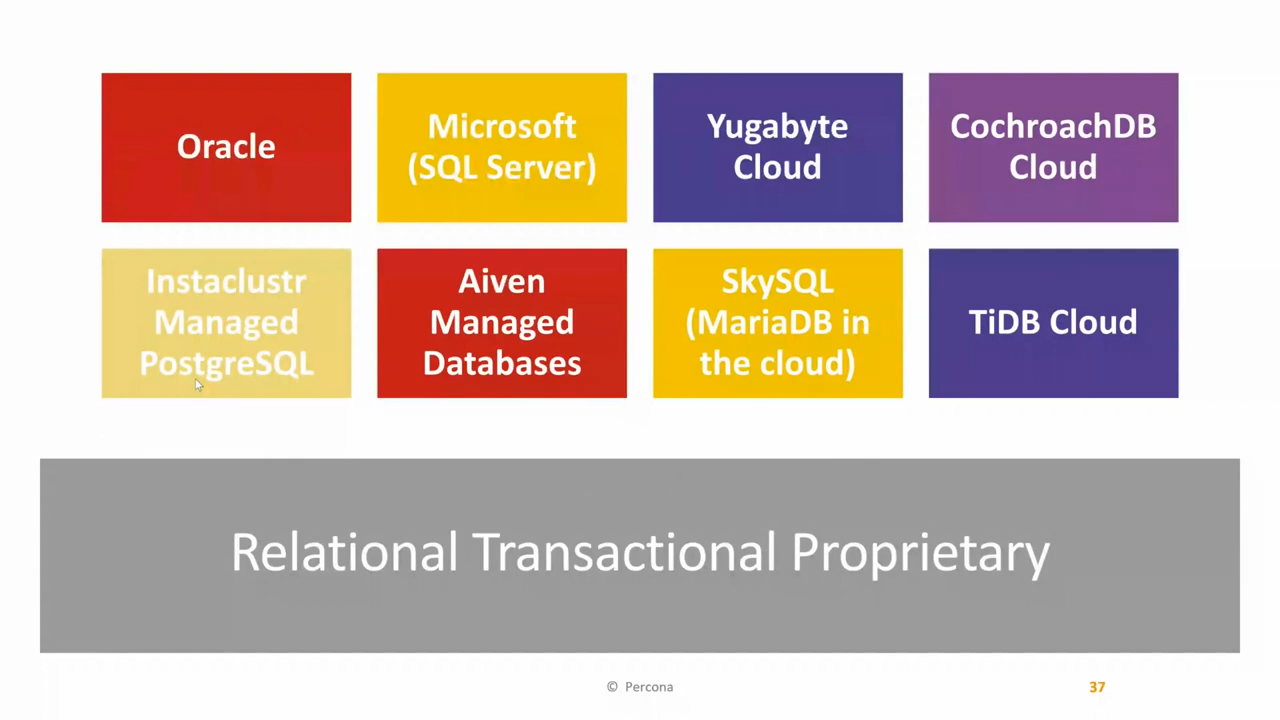 Oracle
Microsoft
(SQL Server)
Yugabyte
Cloud
CochroachDB
Cloud
Instaclustr
Managed
PostgreSQL
Aiven
Managed
Databases
SkySQL
(MariaDB in
the cloud)
TiDB Cloud
Relational Transactional Proprietary
© Percona
37